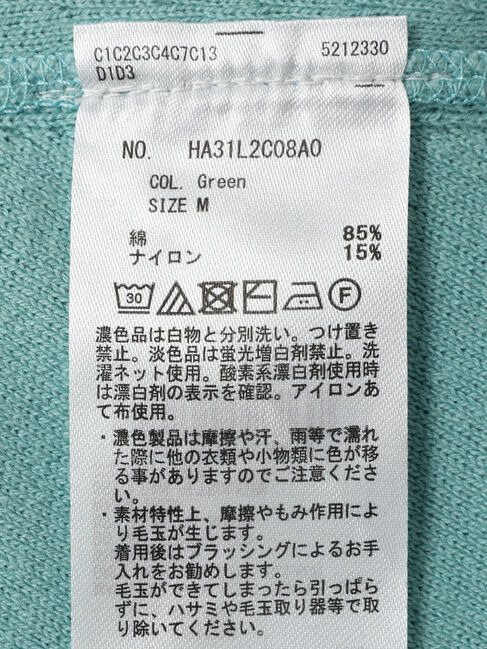 C1C2C3C4C7C13 5212330
D1D3
NO. HA31L2C08A0
COL. Green
SIZE M
綿 85%
ナイロン 15%
30 F
濃色品は白物と分別洗い。つけ置き
禁止。淡色品は蛍光増白剤禁止。洗
濯ネット使用。酸素系漂白剤使用時
は漂白剤の表示を確認。アイロンあ
て布使用。
・濃色製品は摩擦や汗、雨等で濡れ
た際に他の衣類や小物類に色が移
る事がありますのでご注意くださ
い。
・素材特性上、摩擦やもみ作用によ
り毛玉が生じます。
着用後はブラッシングによるお手
入れをお勧めします。
毛玉ができてしまったら引っぱら
ずに、ハサミや毛玉取り器等で取
り除いてください。